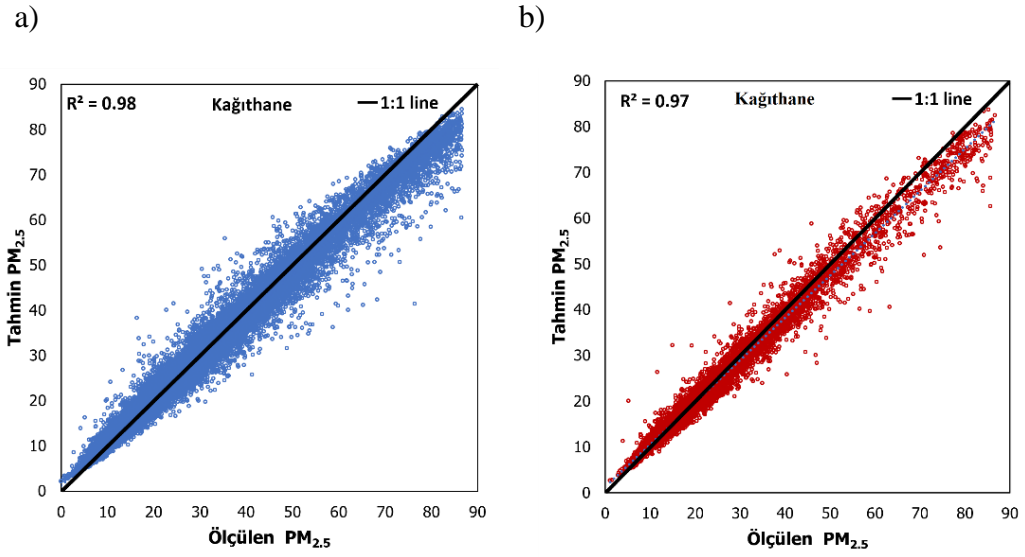 a)
b)
R² = 0.98 Kağıthane 1:1 line
90
80
70
60
50
40
30
20
10
0
Tahmin PM₂.₅
0 10 20 30 40 50 60 70 80 90
Ölçülen PM₂.₅
R² = 0.97 Kağıthane 1:1 line
90
80
70
60
50
40
30
20
10
0
Tahmin PM₂.₅
0 10 20 30 40 50 60 70 80 90
Ölçülen PM₂.₅